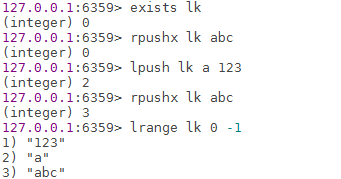 127.0.0.1:6359> exists lk
(integer) 0
127.0.0.1:6359> rpushx lk abc
(integer) 0
127.0.0.1:6359> lpush lk a 123
(integer) 2
127.0.0.1:6359> rpushx lk abc
(integer) 3
127.0.0.1:6359> lrange lk 0 -1
1) "123"
2) "a"
3) "abc"